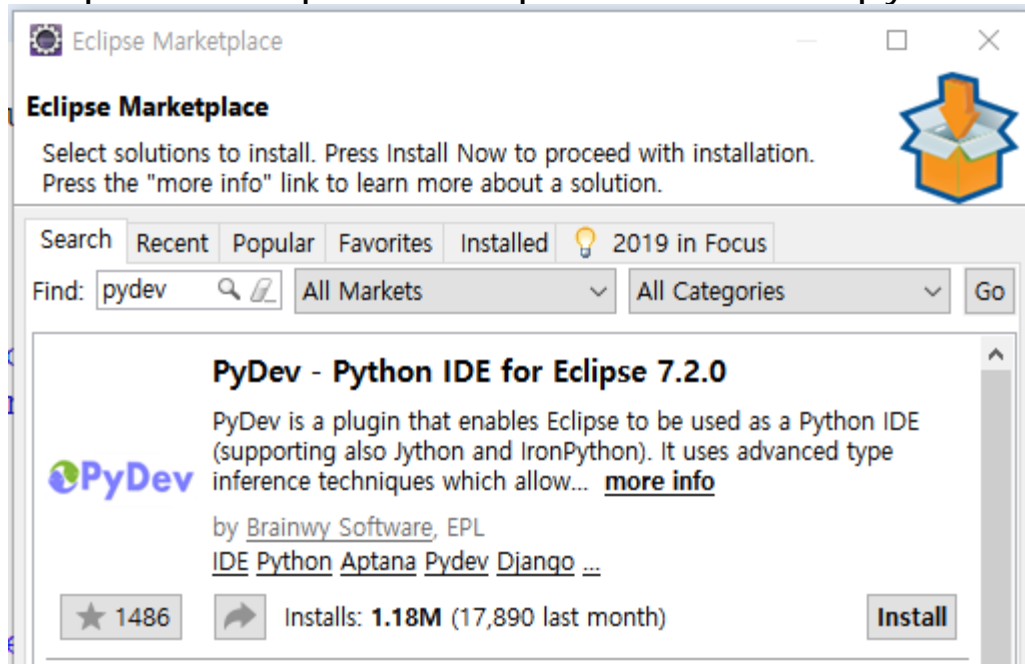 Eclipse Marketplace
Eclipse Marketplace
Select solutions to install. Press Install Now to proceed with installation.
Press the "more info" link to learn more about a solution.
Search Recent Popular Favorites Installed 2019 in Focus
Find: pydev All Markets All Categories Go
PyDev - Python IDE for Eclipse 7.2.0
PyDev is a plugin that enables Eclipse to be used as a Python IDE
(supporting also Jython and IronPython). It uses advanced type
PyDev inference techniques which allow... more info
by Brainwy Software, EPL
IDE Python Aptana Pydev Django ...
1486 Installs: 1.18M (17,890 last month) Install